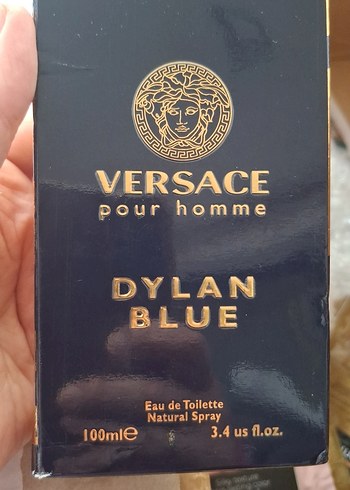 VERSACE
pour homme
DYLAN
BLUE
Eau de Toilette
Natural Spray
100ml℮ 3.4 us fl.oz.